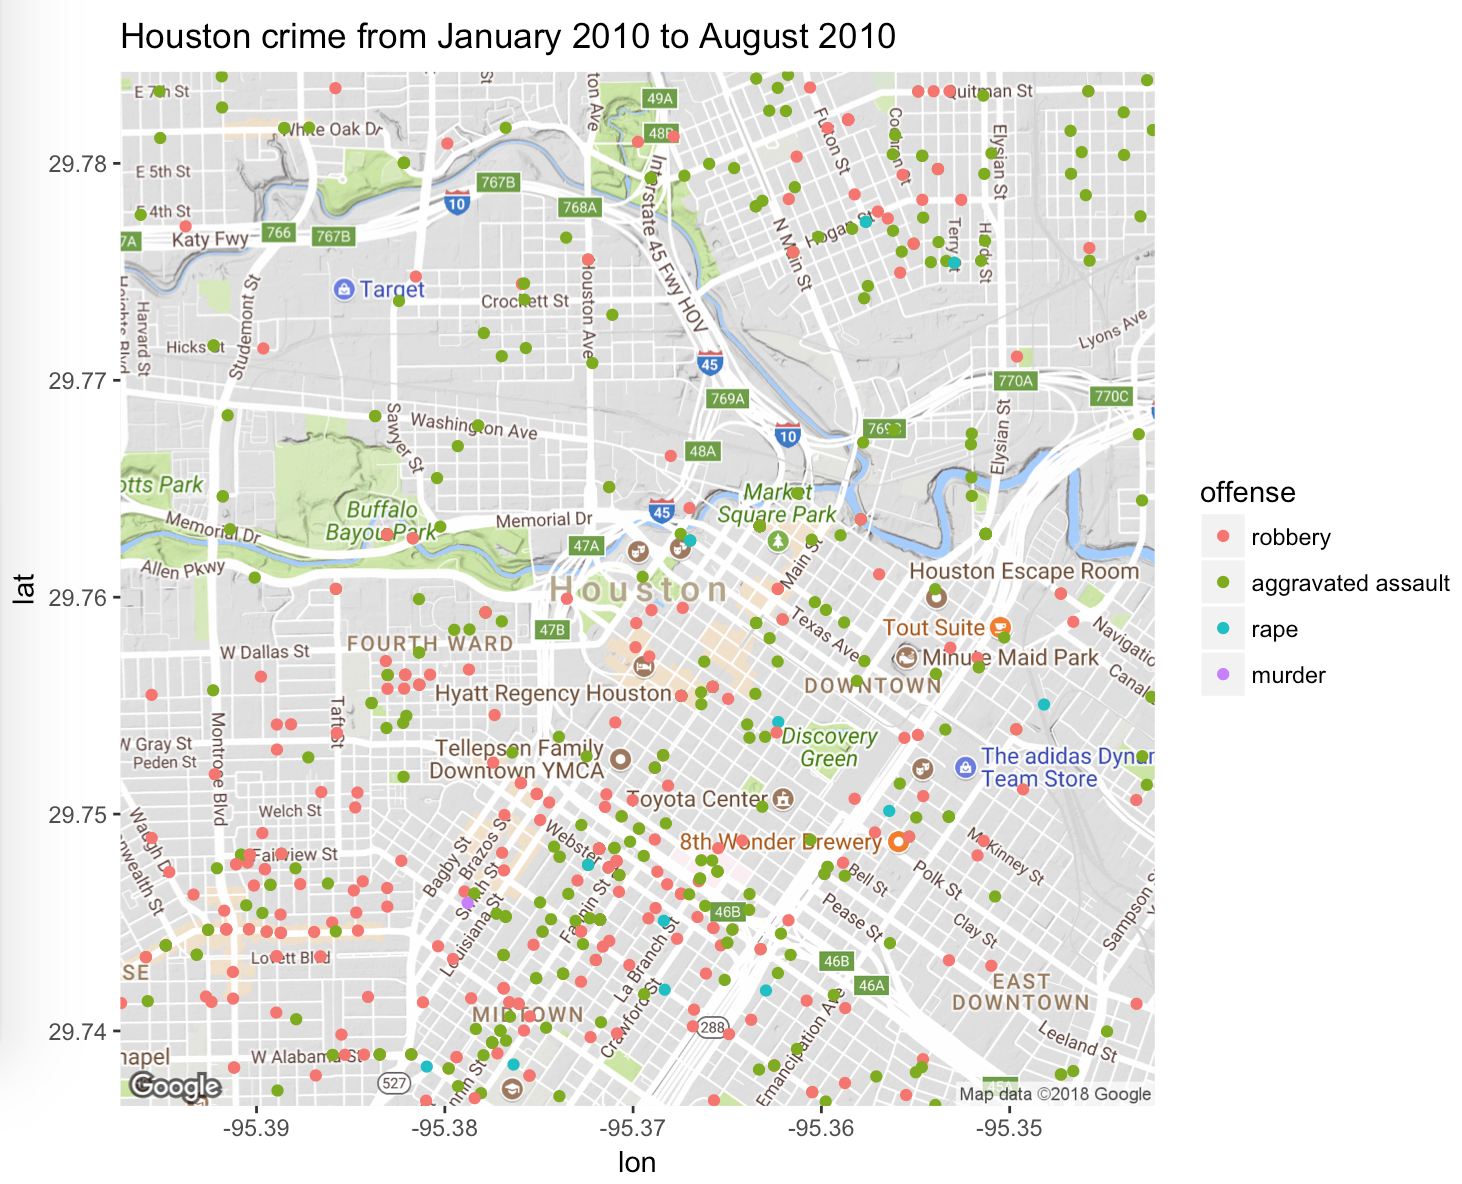 Houston crime from January 2010 to August 2010
49A
E 7th St
Quitman St
White Oak Dr
48B
Fulton St
Elysian St
E 5th St
767B
10
768A
E 4th St
Katy Fwy
766
767B
7A
Interstate 45 Fwy HOV
N Main St
Hogan St
Terry St
Target
Crockett St
Houston Ave
Harvard St
Studemont St
Hicks St
Lyons Ave
45
770A
769A
770C
Sawyer St
Washington Ave
10
48A
Elysian St
otts Park
Market
Square Park
Buffalo
Bayou Park
Memorial Dr
Memorial Dr
45
47A
Allen Pkwy
Main St
Houston Escape Room
Houston
Tout Suite
Texas Ave
47B
FOURTH WARD
W Dallas St
Minute Maid Park
Navigatio
Canal
DOWNTOWN
Hyatt Regency Houston
Taft St
Montrose Blvd
W Gray St
Peden St
Tellepsen Family
Downtown YMCA
Discovery
Green
The adidas Dynar
Team Store
Toyota Center
Welch St
Waugh D
8th Wonder Brewery
McKinney St
Fairview St
Bagby St
Brazos St
Smith St
Webster
Bell St
Polk St
nwealth St
Louisiana St
Fannin St
46B
Pease St
Clay St
Sampson S
La Branch St
Lovett Blvd
SE
46B
46A
EAST
DOWNTOWN
MIDTOWN
Crawford St
288
Emancipation Ave
Leeland St
hapel
W Alabama St
527
nnin St
Google
Map data ©2018 Google
29.78
29.77
29.76
29.75
29.74
lat
-95.39
-95.38
-95.37
-95.36
-95.35
lon
offense
robbery
aggravated assault
rape
murder